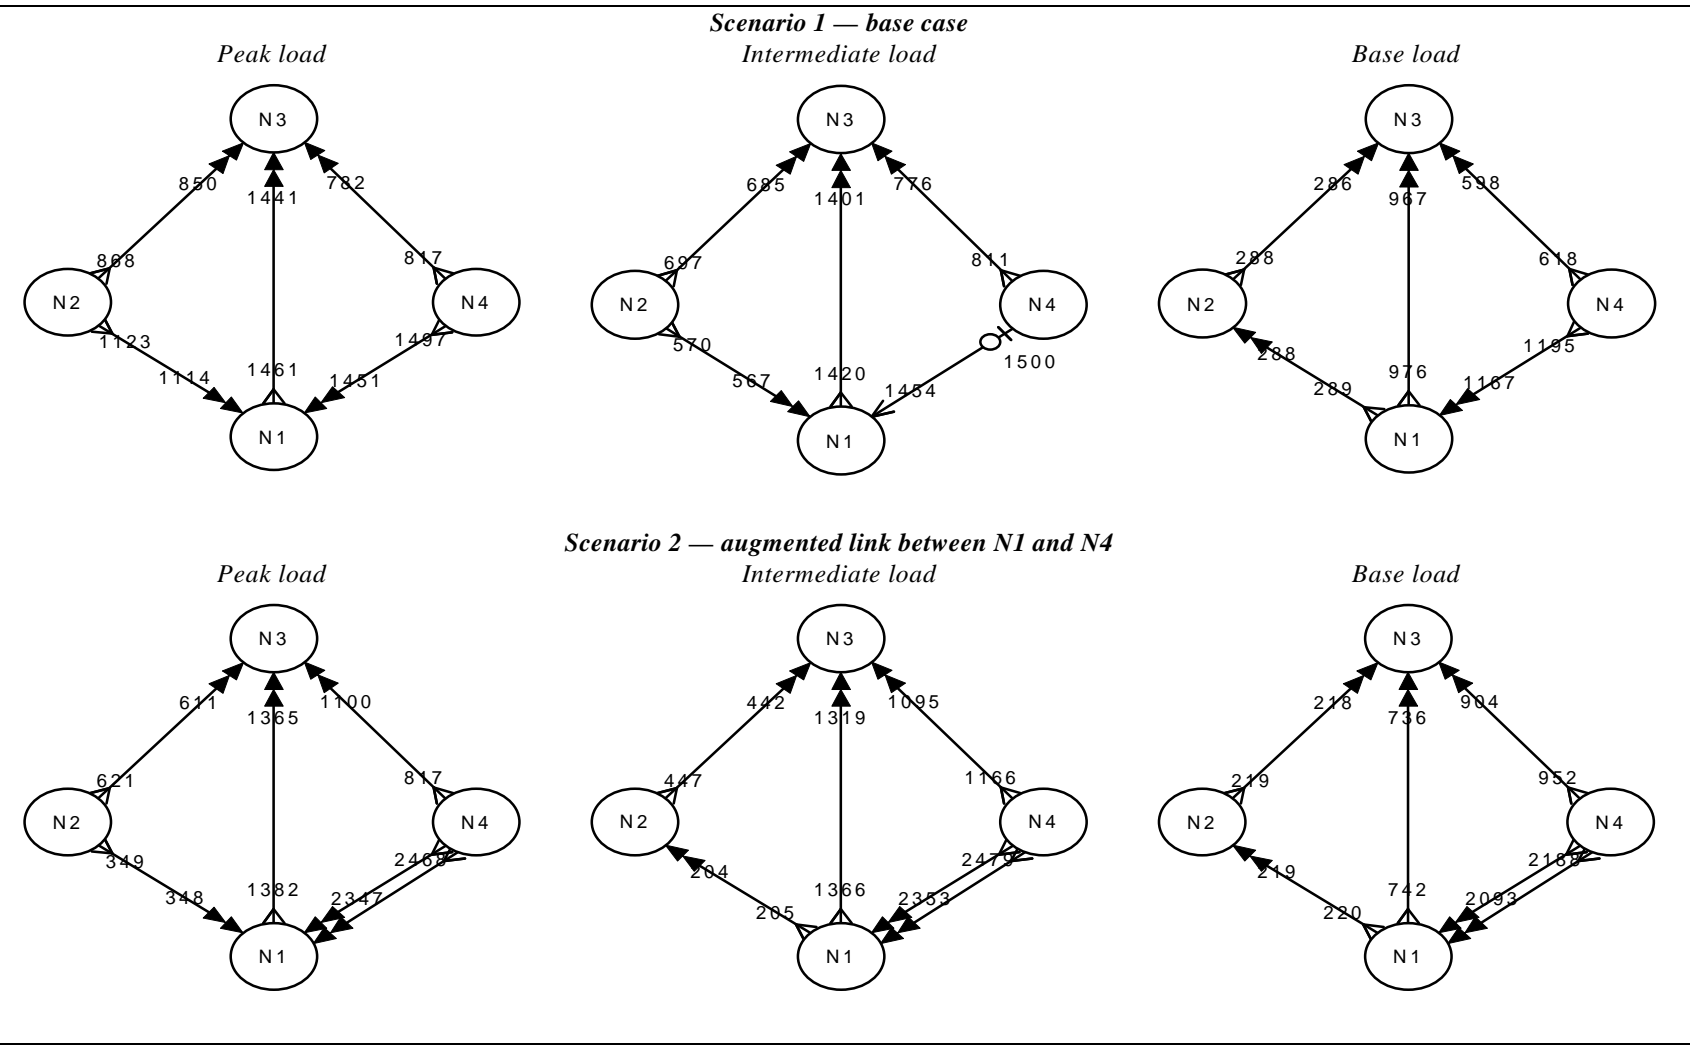 Scenario 1 — base case
Peak load
Intermediate load
Base load
N3
N3
N3
850
1441
782
685
1401
776
286
967
598
868
817
697
811
288
618
N2
N4
N2
N4
N2
N4
1123
1497
570
1500
288
1195
1114
1461
1451
567
1420
1454
289
976
1167
N1
N1
N1
Scenario 2 — augmented link between N1 and N4
Peak load
Intermediate load
Base load
N3
N3
N3
611
1365
1100
442
1319
1095
218
736
904
621
817
447
1166
219
952
N2
N4
N2
N4
N2
N4
349
2468
204
2479
219
2188
348
1382
2347
205
1366
2353
220
742
2093
N1
N1
N1